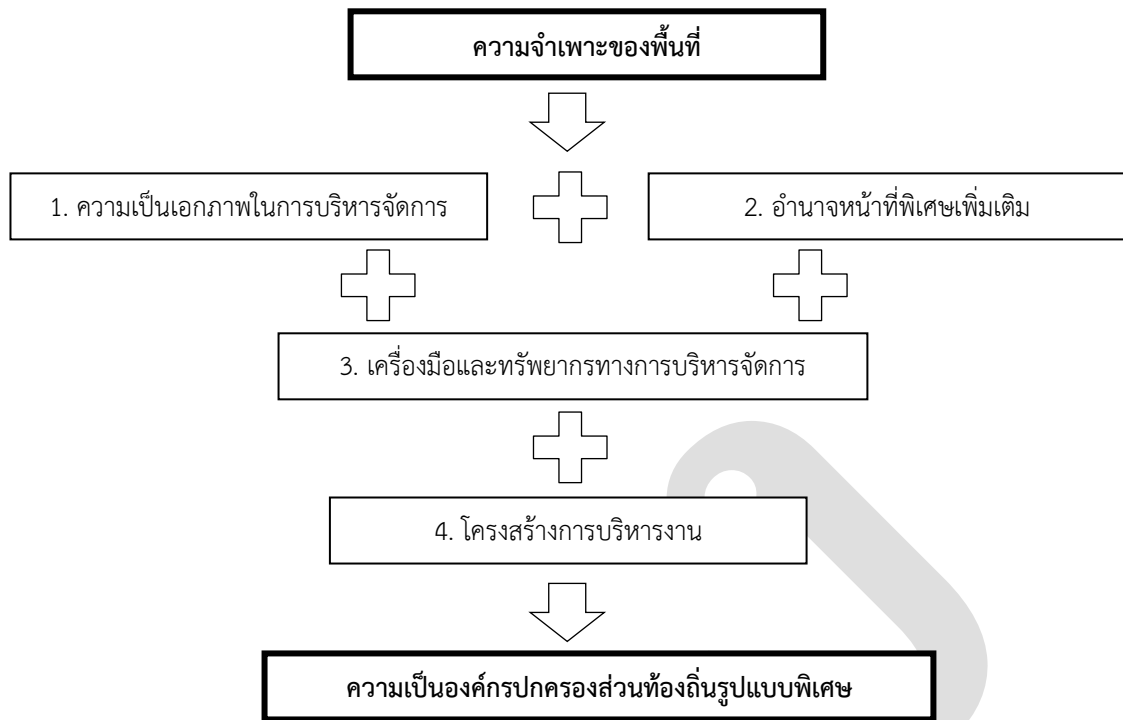 ความจำเพาะของพื้นที่
1. ความเป็นเอกภาพในการบริหารจัดการ
2. อำนาจหน้าที่พิเศษเพิ่มเติม
3. เครื่องมือและทรัพยากรทางการบริหารจัดการ
4. โครงสร้างการบริหารงาน
ความเป็นองค์กรปกครองส่วนท้องถิ่นรูปแบบพิเศษ